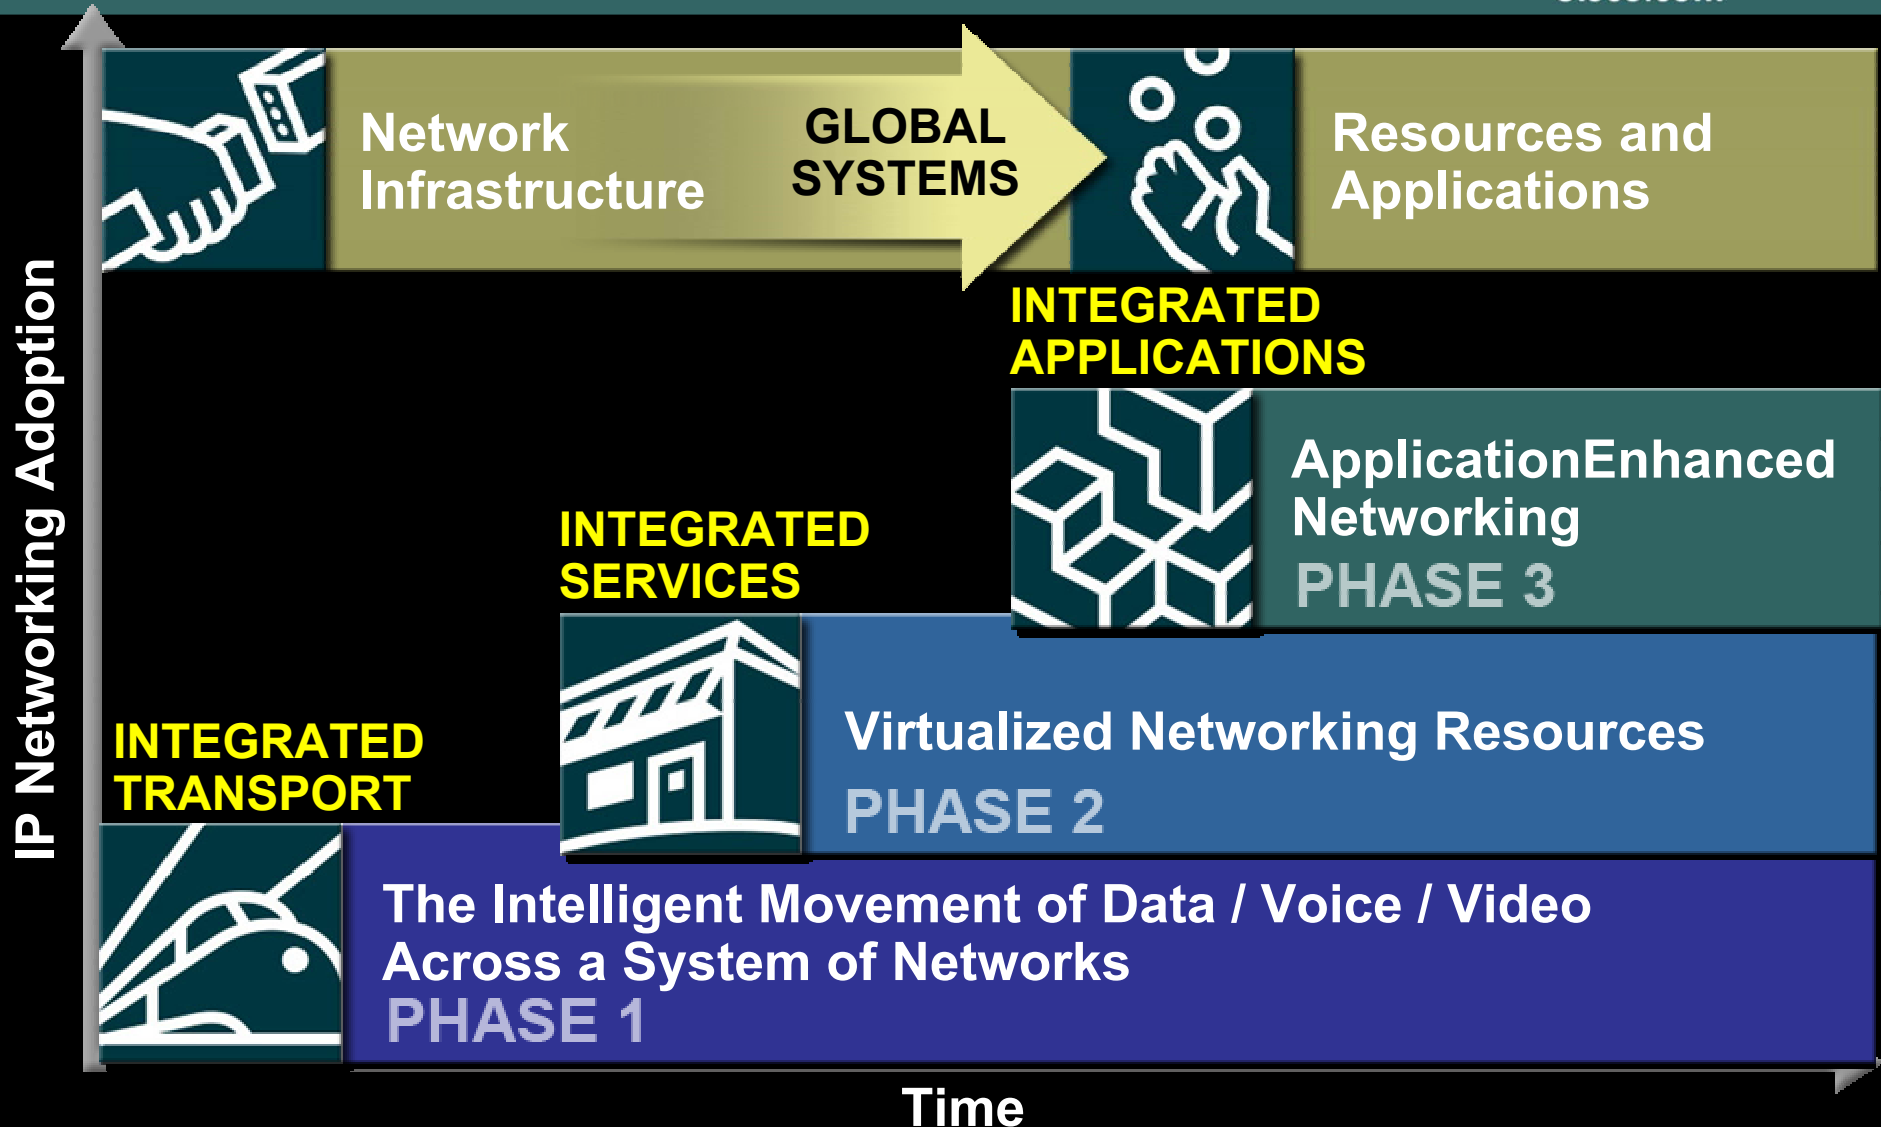 Network
Infrastructure
GLOBAL
SYSTEMS
Resources and
Applications
INTEGRATED
APPLICATIONS
ApplicationEnhanced
Networking
PHASE 3
INTEGRATED
SERVICES
Virtualized Networking Resources
PHASE 2
INTEGRATED
TRANSPORT
The Intelligent Movement of Data / Voice / Video
Across a System of Networks
PHASE 1
IP Networking Adoption
Time